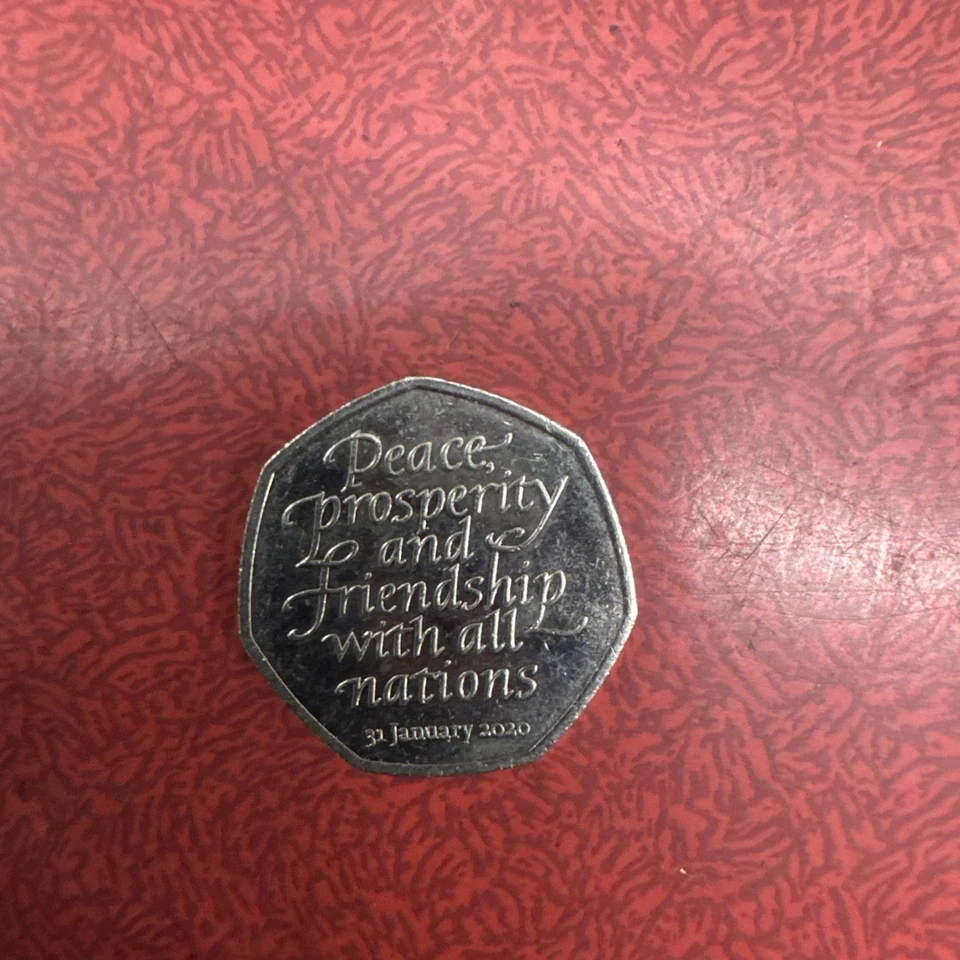 Peace,
prosperity
and
friendship
with all
nations
31 January 2020